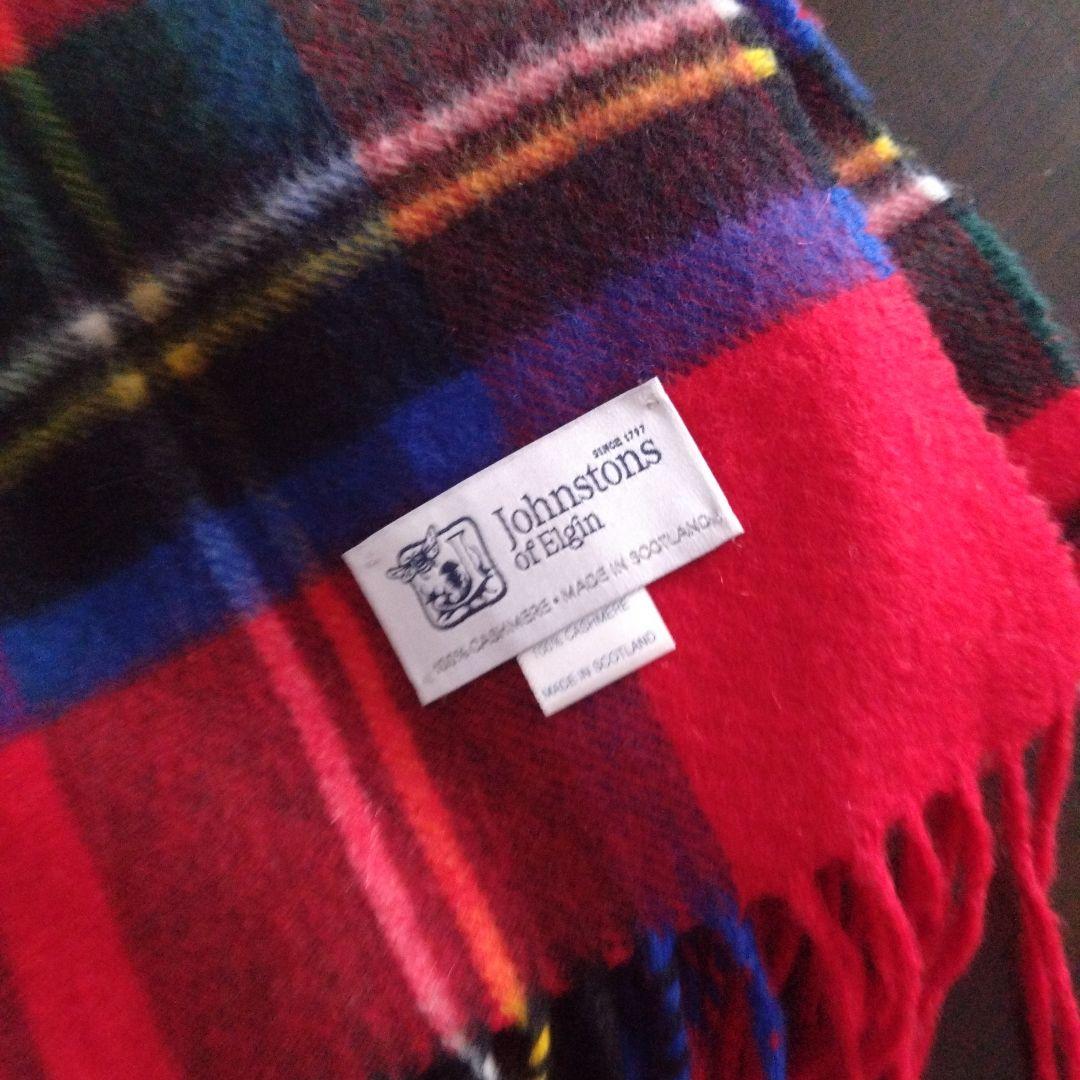 SINCE 1797
Johnstons
of Elgin
100% CASHMERE • MADE IN SCOTLAND
100% CASHMERE
MADE IN SCOTLAND